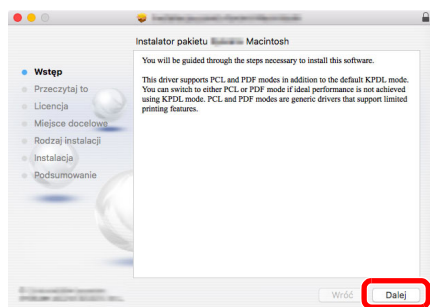 Instalator pakietu Macintosh
Wstęp
Przeczytaj to
Licencja
Miejsce docelowe
Rodzaj instalacji
Instalacja
Podsumowanie
You will be guided through the steps necessary to install this software.
This driver supports PCL and PDF modes in addition to the default KPDL mode.
You can switch to either PCL or PDF mode if ideal performance is not achieved
using KPDL mode. PCL and PDF modes are generic drivers that support limited
printing features.
Wróć
Dalej